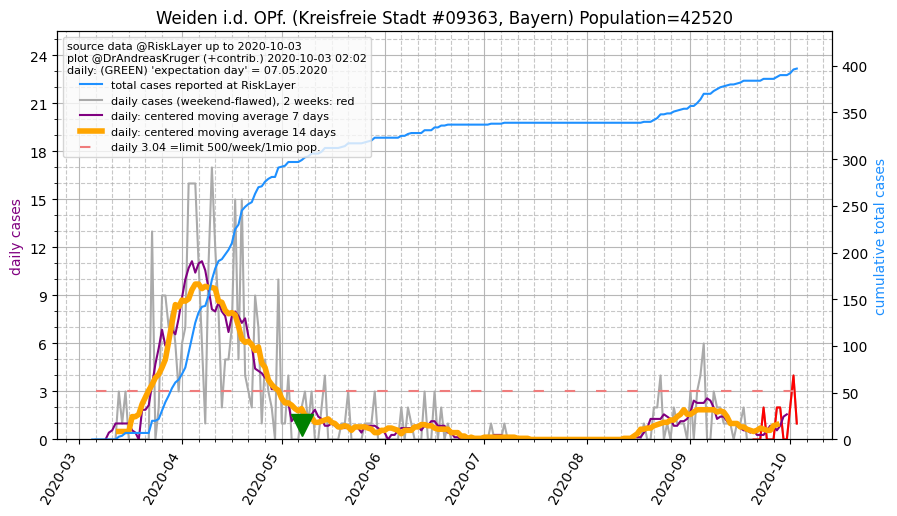 Weiden i.d. OPf. (Kreisfreie Stadt #09363, Bayern) Population=42520
source data @RiskLayer up to 2020-10-03
plot @DrAndreasKruger (+contrib.) 2020-10-03 02:02
daily: (GREEN) 'expectation day' = 07.05.2020
total cases reported at RiskLayer
daily cases (weekend-flawed), 2 weeks: red
daily: centered moving average 7 days
daily: centered moving average 14 days
daily 3.04 =limit 500/week/1mio pop.
daily cases
24
21
18
15
12
9
6
3
0
cumulative total cases
400
350
300
250
200
150
100
50
0
2020-03
2020-04
2020-05
2020-06
2020-07
2020-08
2020-09
2020-10